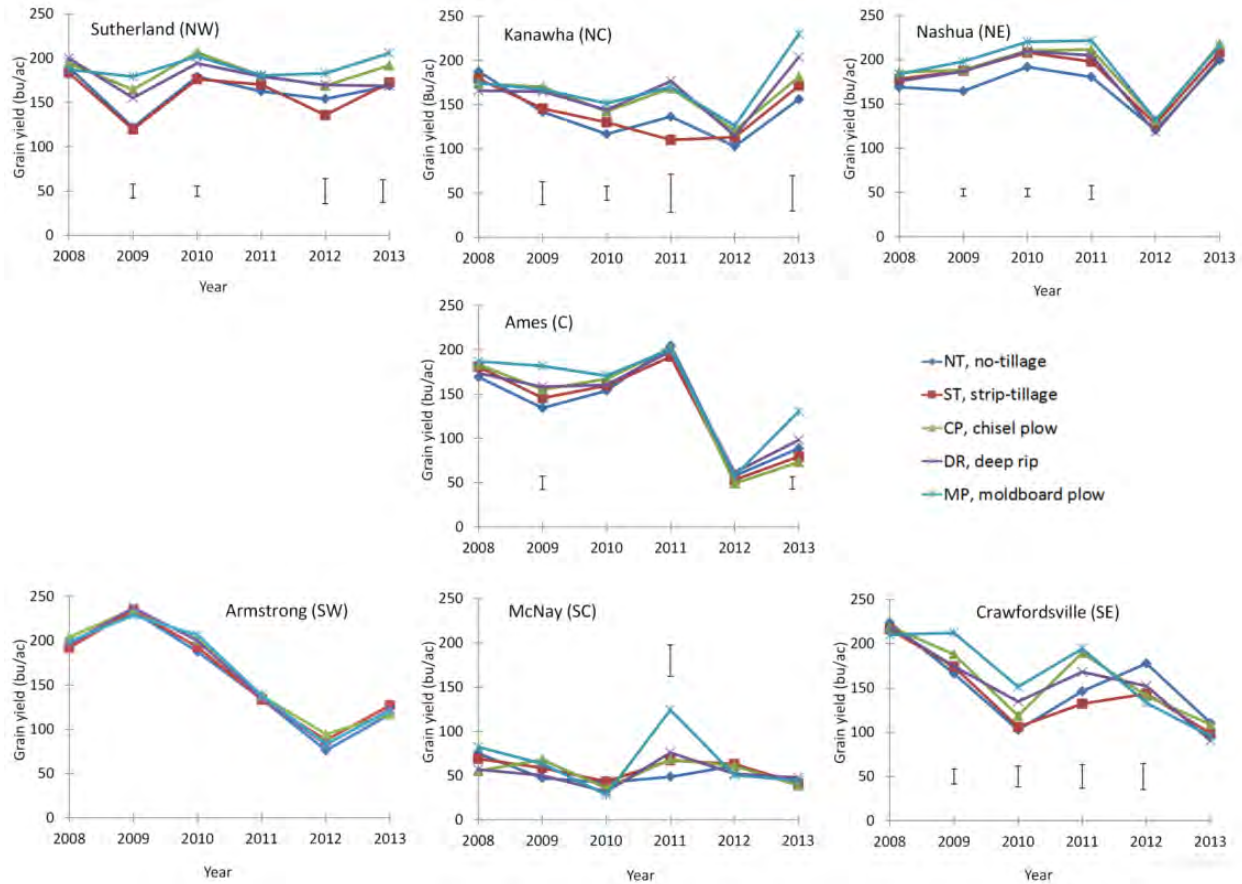 Sutherland (NW)
Grain yield (bu/ac)
250
200
150
100
50
0
2008 2009 2010 2011 2012 2013
Year
Kanawha (NC)
Grain yield (Bu/ac)
250
200
150
100
50
0
2008 2009 2010 2011 2012 2013
Year
Nashua (NE)
Grain yield (bu/ac)
250
200
150
100
50
0
2008 2009 2010 2011 2012 2013
Year
Ames (C)
Grain yield (bu/ac)
250
200
150
100
50
0
2008 2009 2010 2011 2012 2013
Year
NT, no-tillage
ST, strip-tillage
CP, chisel plow
DR, deep rip
MP, moldboard plow
Armstrong (SW)
Grain yield (bu/ac)
250
200
150
100
50
0
2008 2009 2010 2011 2012 2013
Year
McNay (SC)
Grain yield (bu/ac)
250
200
150
100
50
0
2008 2009 2010 2011 2012 2013
Year
Crawfordsville (SE)
Grain yield (bu/ac)
250
200
150
100
50
0
2008 2009 2010 2011 2012 2013
Year